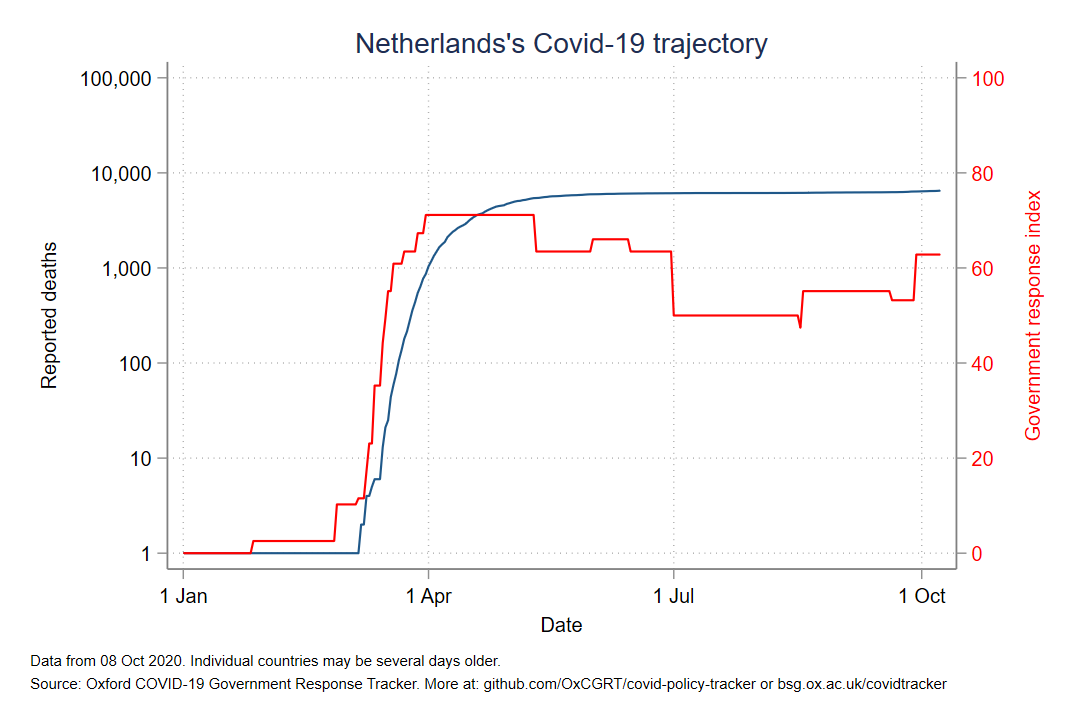 Netherlands's Covid-19 trajectory
100,000
10,000
1,000
100
10
1
Reported deaths
100
80
60
40
20
0
Government response index
1 Jan
1 Apr
1 Jul
1 Oct
Date
Data from 08 Oct 2020. Individual countries may be several days older.
Source: Oxford COVID-19 Government Response Tracker. More at: github.com/OxCGRT/covid-policy-tracker or bsg.ox.ac.uk/covidtracker